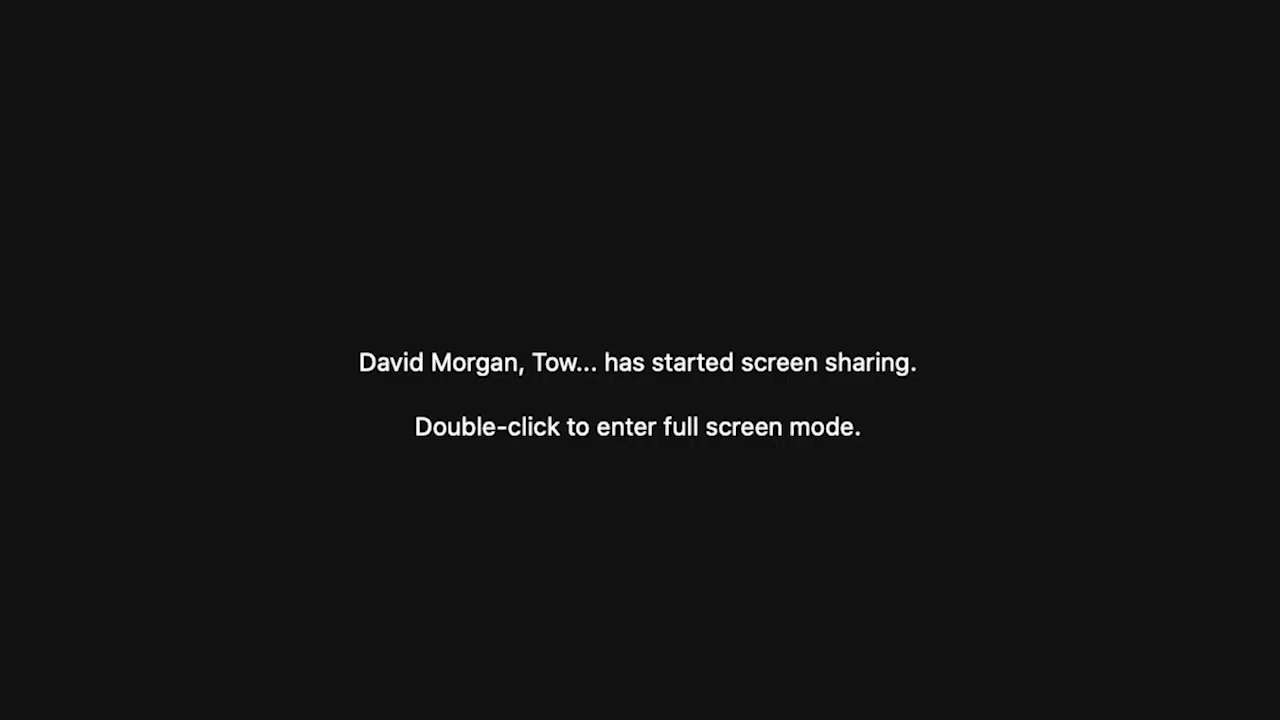 David Morgan, Tow... has started screen sharing.
Double-click to enter full screen mode.